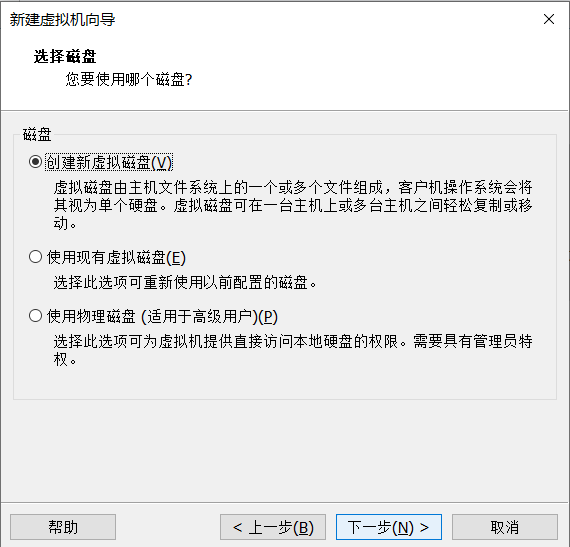 新建虚拟机向导
选择磁盘
您要使用哪个磁盘?
磁盘
创建新虚拟磁盘(V)
虚拟磁盘由主机文件系统上的一个或多个文件组成，客户机操作系统会将
其视为单个硬盘。虚拟磁盘可在一台主机上或多台主机之间轻松复制或移
动。
使用现有虚拟磁盘(E)
选择此选项可重新使用以前配置的磁盘。
使用物理磁盘 (适用于高级用户)(P)
选择此选项可为虚拟机提供直接访问本地硬盘的权限。需要具有管理员特
权。
帮助
< 上一步(B)
下一步(N) >
取消